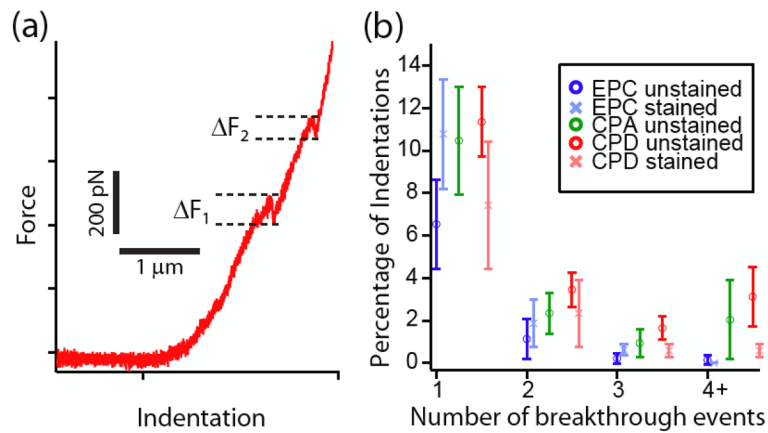 (a)
ΔF2
ΔF1
200 pN
1 μm
Force
Indentation
(b)
14
12
10
8
6
4
2
0
Percentage of Indentations
EPC unstained
EPC stained
CPA unstained
CPD unstained
CPD stained
1
2
3
4+
Number of breakthrough events